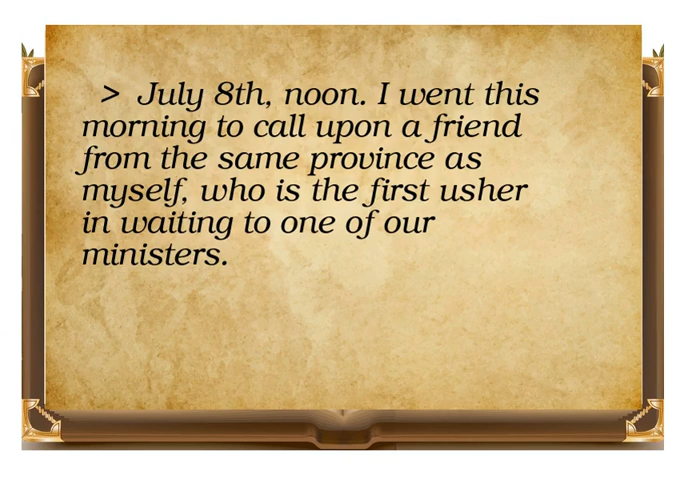 > July 8th, noon. I went this
morning to call upon a friend
from the same province as
myself, who is the first usher
in waiting to one of our
ministers.